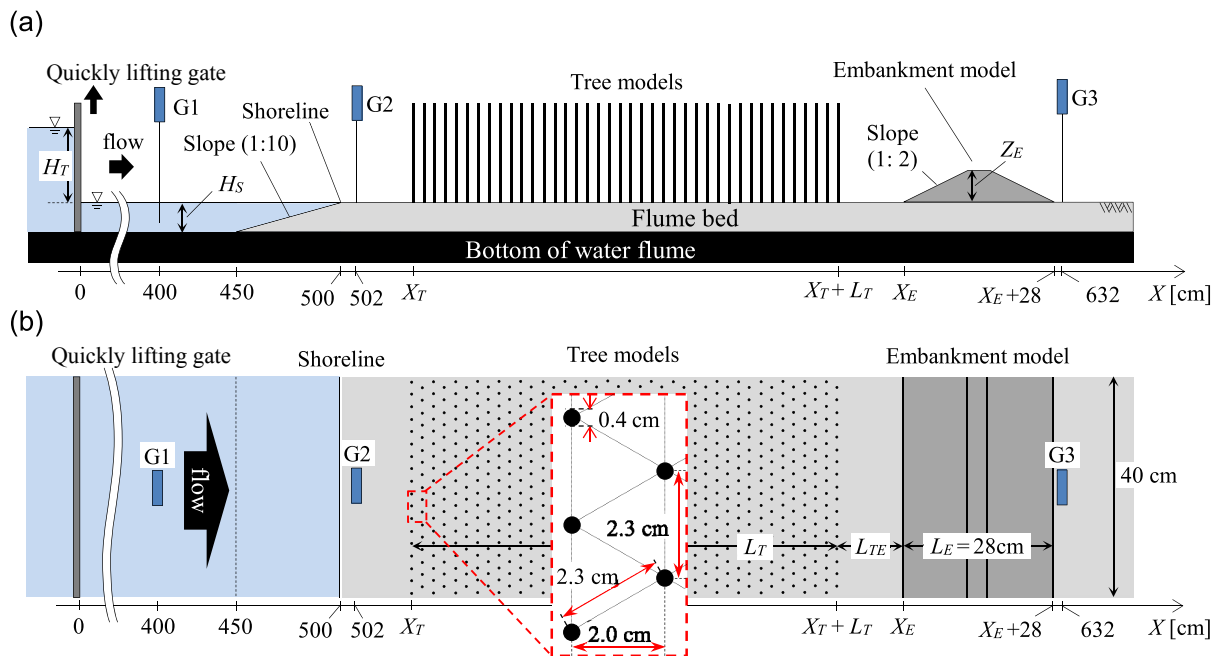 (a)
Quickly lifting gate
G1
Shoreline
G2
Tree models
Embankment model
G3
flow
Slope (1:10)
Slope
(1: 2)
Z_E
H_T
H_S
Flume bed
Bottom of water flume
0
400
450
500
502
X_T
X_T + L_T
X_E
X_E +28
632
X [cm]
(b)
Quickly lifting gate
Shoreline
Tree models
Embankment model
0.4 cm
G1
G2
G3
flow
40 cm
2.3 cm
L_T
L_TE
L_E = 28cm
2.3 cm
2.0 cm
0
400
450
500
502
X_T
X_T + L_T
X_E
X_E +28
632
X [cm]